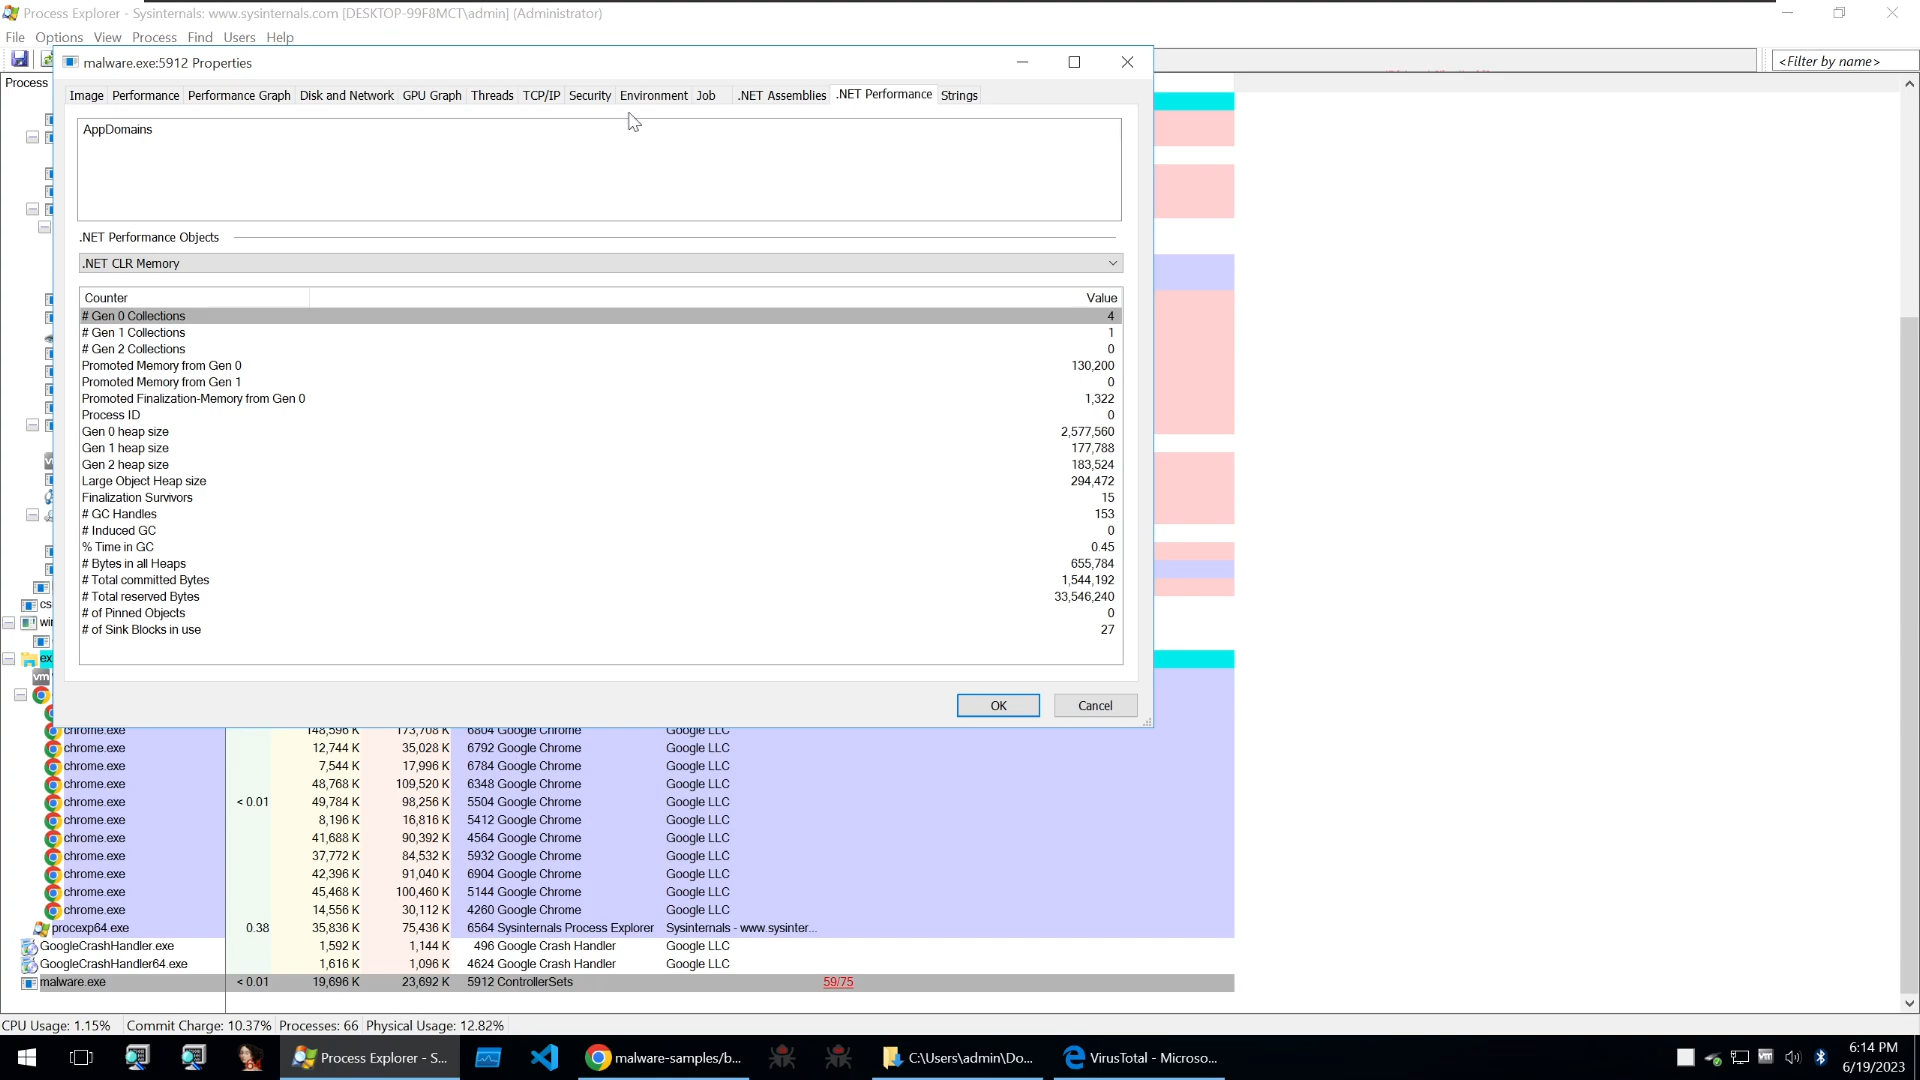 Process Explorer - Sysinternals: www.sysinternals.com [DESKTOP-99F8MCT\admin] (Administrator)
File Options View Process Find Users Help
<Filter by name>
malware.exe:5912 Properties
Process
Image Performance Performance Graph Disk and Network GPU Graph Threads TCP/IP Security Environment Job .NET Assemblies .NET Performance Strings
AppDomains
.NET Performance Objects
.NET CLR Memory
Counter Value
# Gen 0 Collections 4
# Gen 1 Collections 1
# Gen 2 Collections 0
Promoted Memory from Gen 0 130,200
Promoted Memory from Gen 1 0
Promoted Finalization-Memory from Gen 0 1,322
Process ID 0
Gen 0 heap size 2,577,560
Gen 1 heap size 177,788
Gen 2 heap size 183,524
Large Object Heap size 294,472
Finalization Survivors 15
# GC Handles 153
# Induced GC 0
% Time in GC 0.45
# Bytes in all Heaps 655,784
# Total committed Bytes 1,544,192
# Total reserved Bytes 33,546,240
# of Pinned Objects 0
# of Sink Blocks in use 27
cs
wi
ex
vm
OK Cancel
chrome.exe 148,596 K 173,708 K 6804 Google Chrome Google LLC
chrome.exe 12,744 K 35,028 K 6792 Google Chrome Google LLC
chrome.exe 7,544 K 17,996 K 6784 Google Chrome Google LLC
chrome.exe 48,768 K 109,520 K 6348 Google Chrome Google LLC
chrome.exe < 0.01 49,784 K 98,256 K 5504 Google Chrome Google LLC
chrome.exe 8,196 K 16,816 K 5412 Google Chrome Google LLC
chrome.exe 41,688 K 90,392 K 4564 Google Chrome Google LLC
chrome.exe 37,772 K 84,532 K 5932 Google Chrome Google LLC
chrome.exe 42,396 K 91,040 K 6904 Google Chrome Google LLC
chrome.exe 45,468 K 100,460 K 5144 Google Chrome Google LLC
chrome.exe 14,556 K 30,112 K 4260 Google Chrome Google LLC
procexp64.exe 0.38 35,836 K 75,436 K 6564 Sysinternals Process Explorer Sysinternals - www.sysinter...
GoogleCrashHandler.exe 1,592 K 1,144 K 496 Google Crash Handler Google LLC
GoogleCrashHandler64.exe 1,616 K 1,096 K 4624 Google Crash Handler Google LLC
malware.exe < 0.01 19,696 K 23,692 K 5912 ControllerSets 59/75
CPU Usage: 1.15% Commit Charge: 10.37% Processes: 66 Physical Usage: 12.82%
Process Explorer - S... malware-samples/b... C:\Users\admin\Do... VirusTotal - Microso...
6:14 PM
6/19/2023